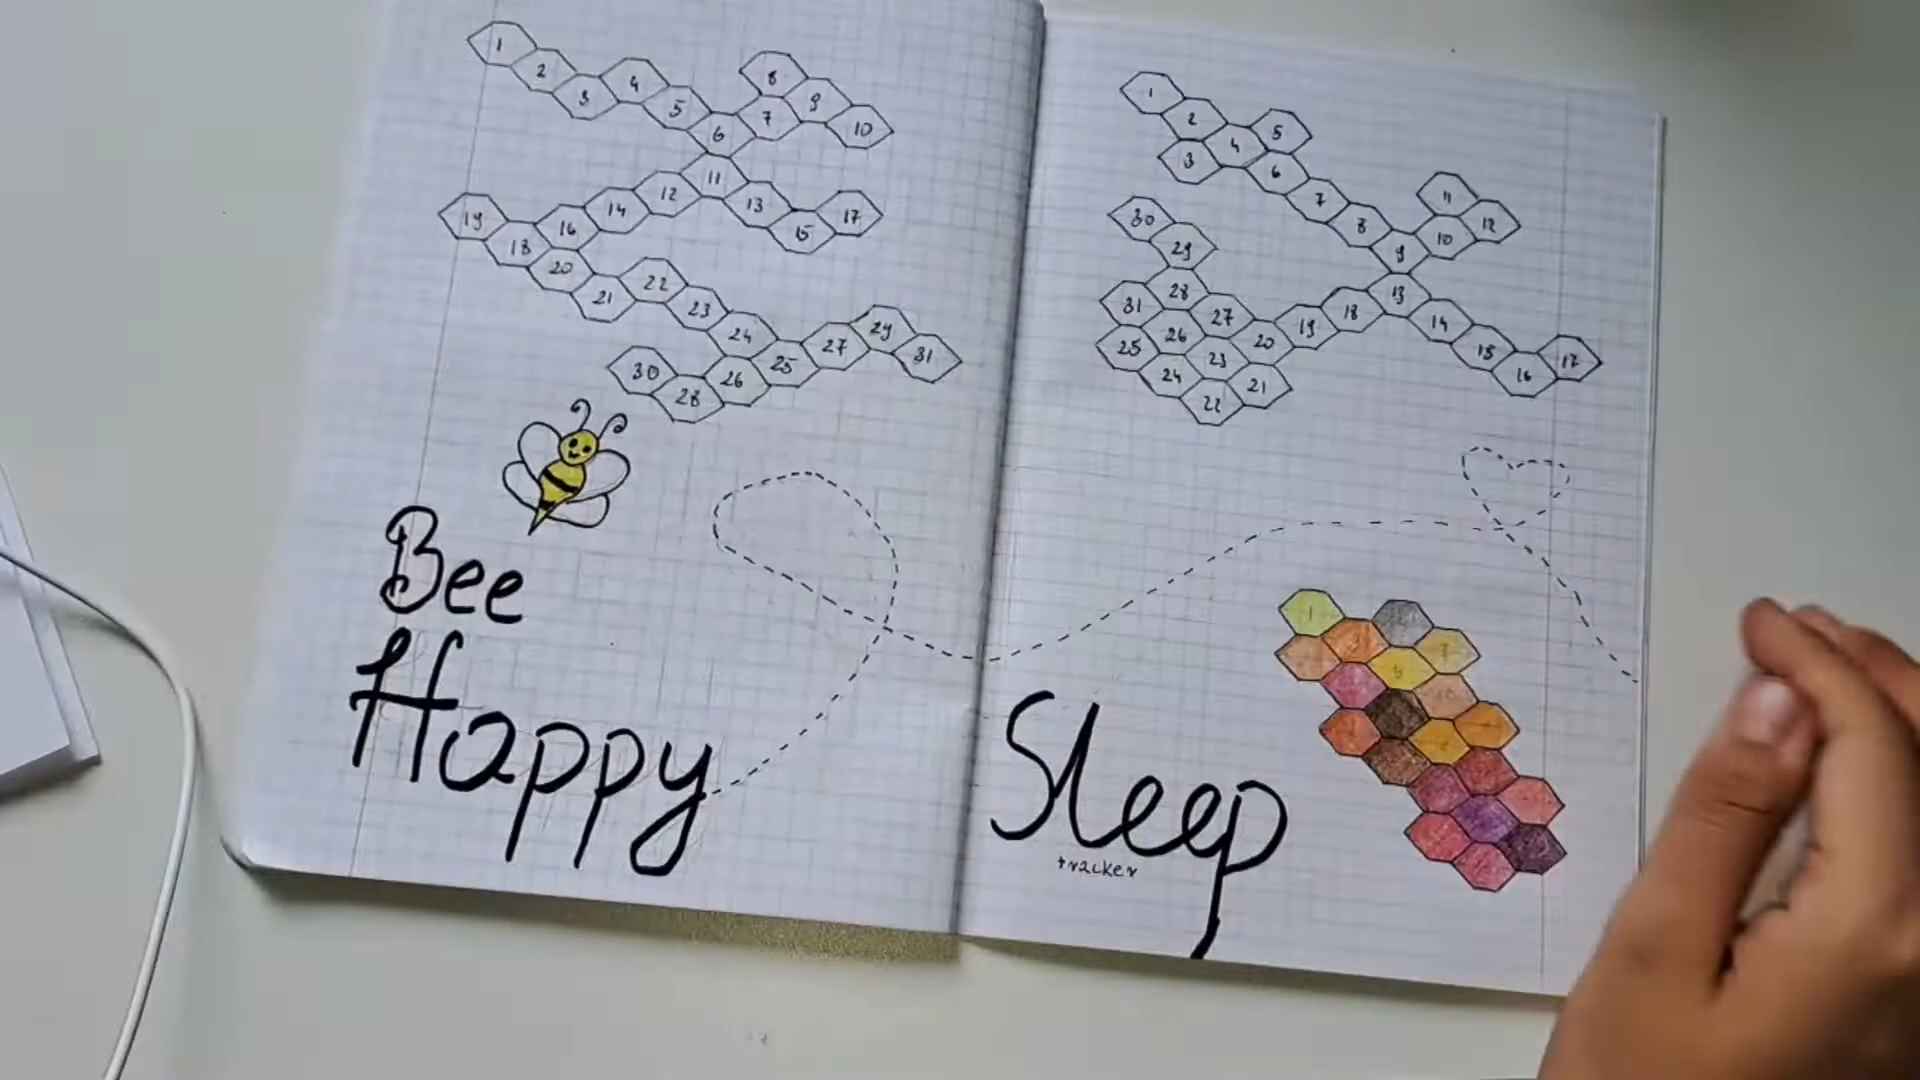 1 2 3 4 5 6 7 8 9 10
11 12 13 14 15 16 17
18 19 20 21 22 23 24 25 26 27 28 29 30 31
Bee
Happy
1 2 3 4 5 6 7 8 9 10 11 12
13 14 15 16 17 18 19 20 21 22 23 24 25 26 27 28 29 30 31
Sleep
tracker
1